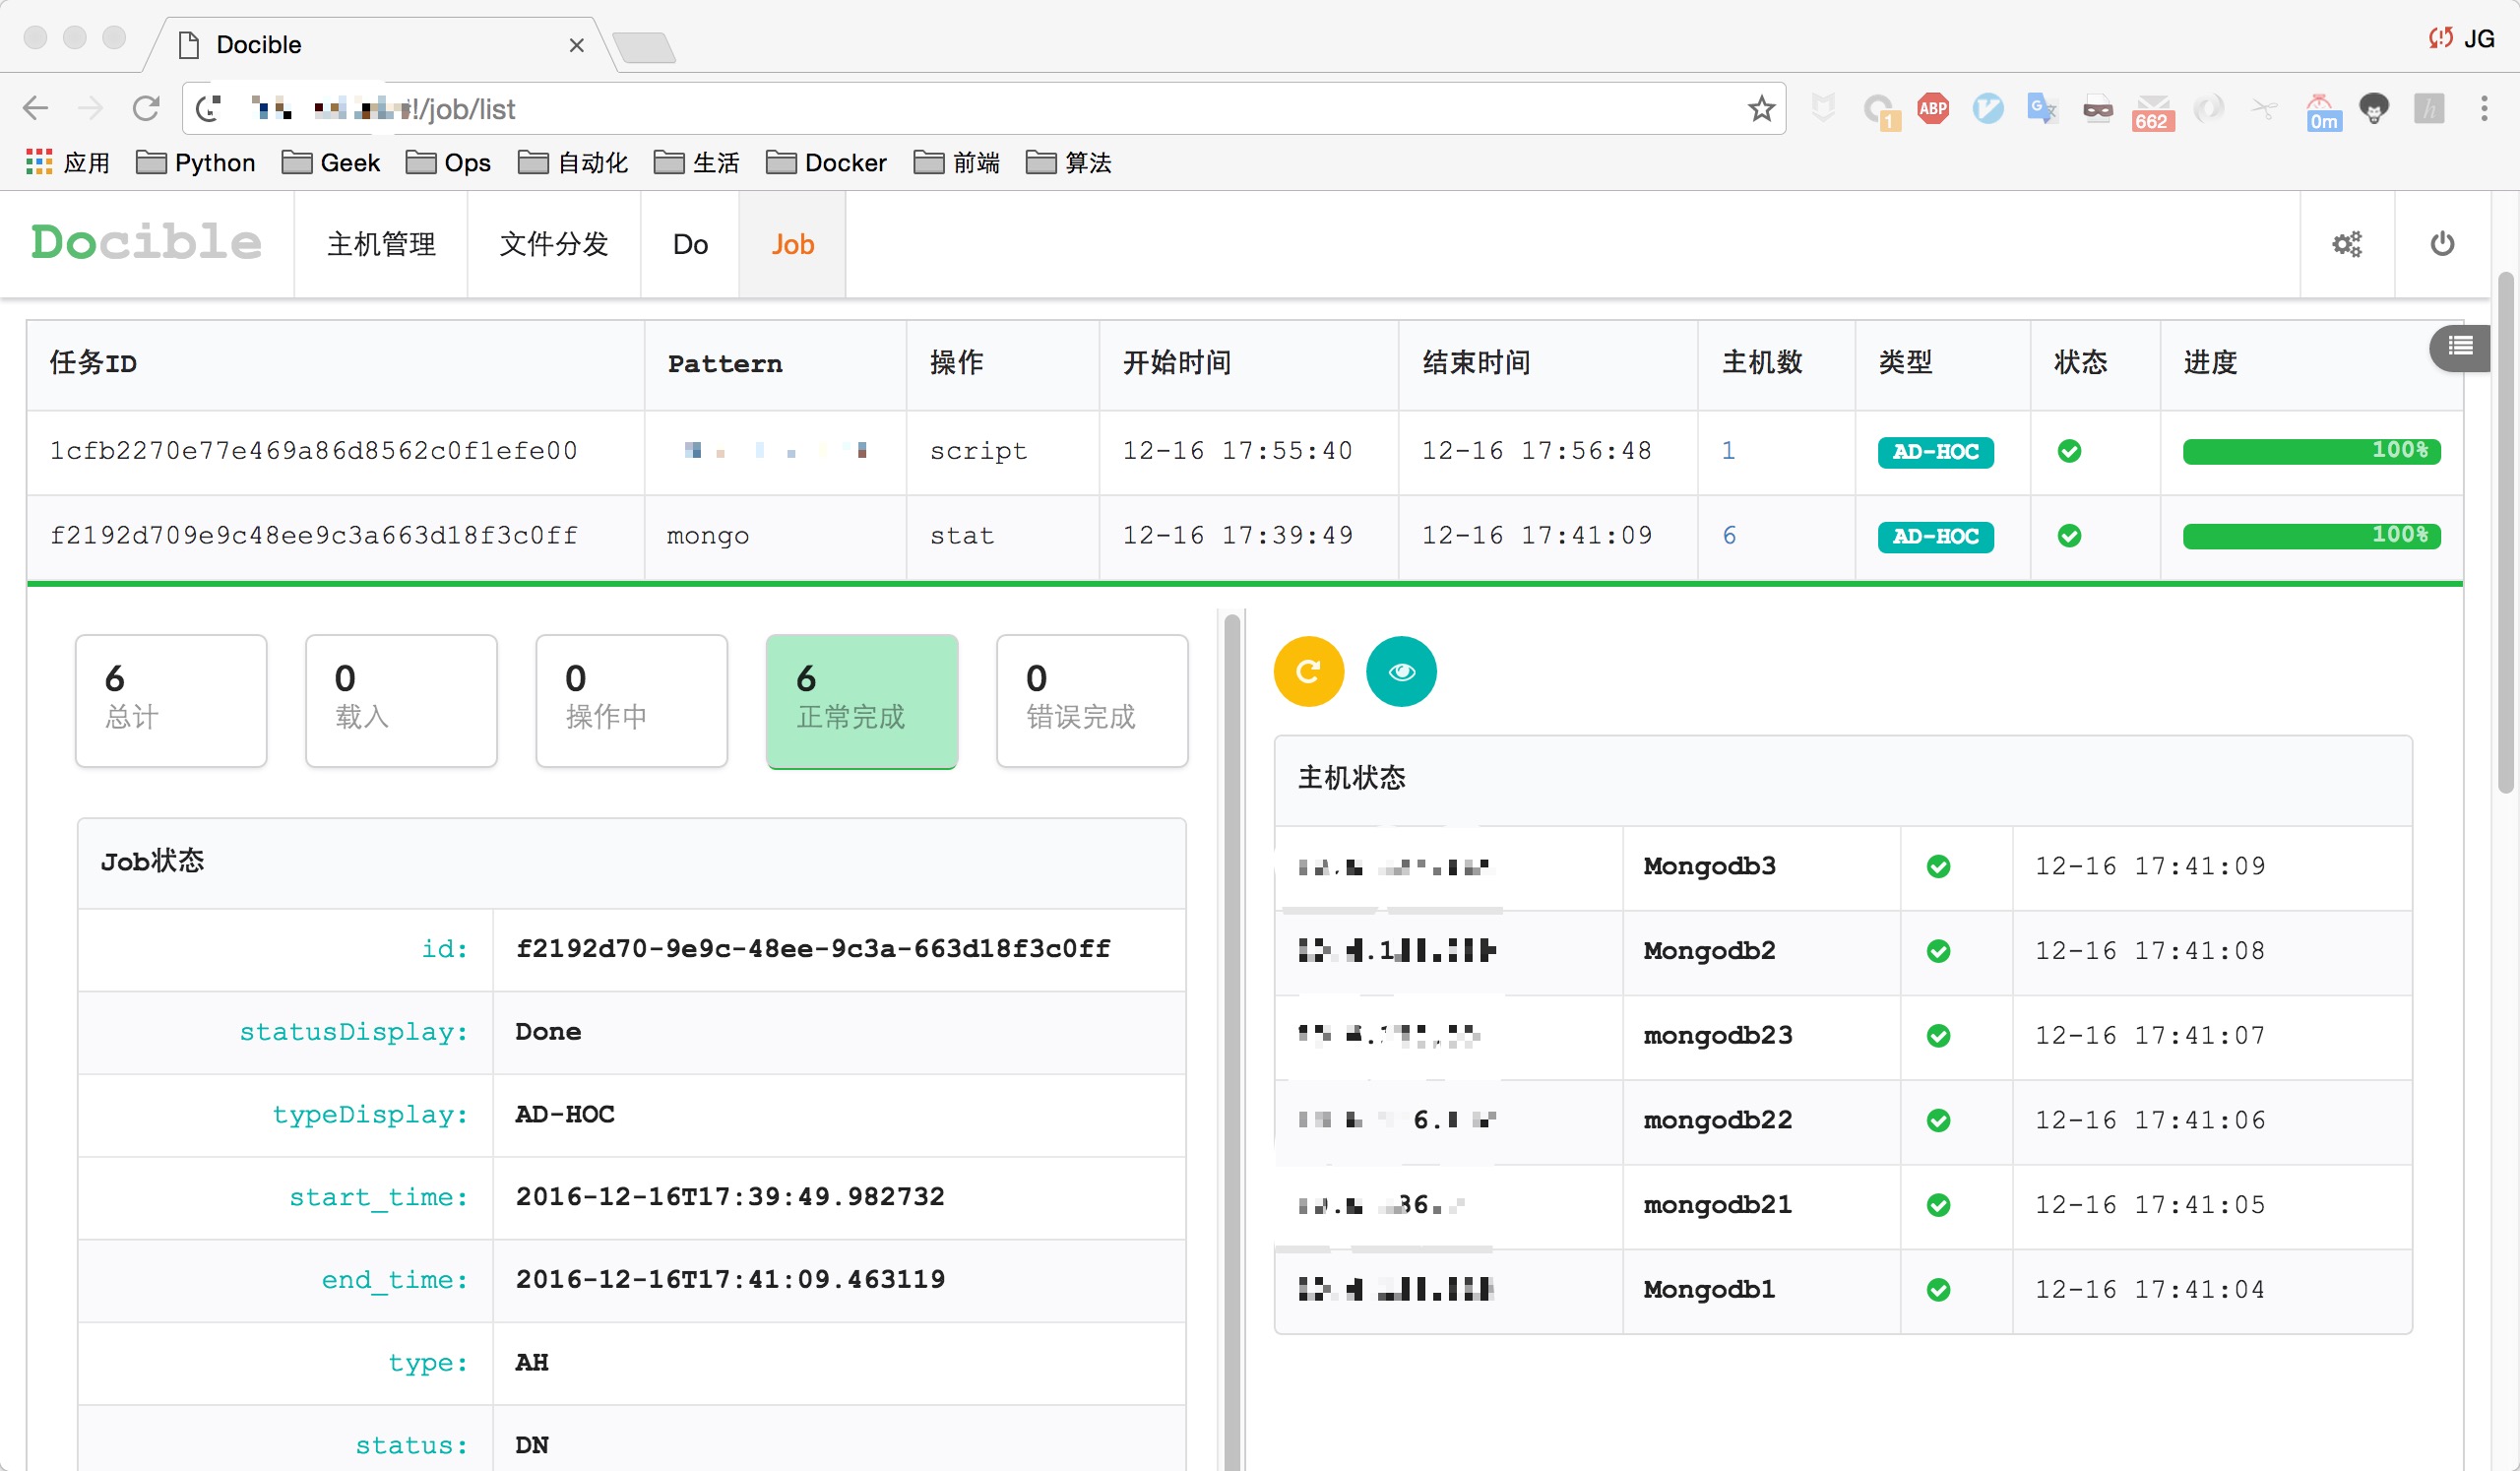 Docible
JG
!/job/list
ABP
1
662
0m
应用 Python Geek Ops 自动化 生活 Docker 前端 算法
Docible 主机管理 文件分发 Do Job
任务ID Pattern 操作 开始时间 结束时间 主机数 类型 状态 进度
1cfb2270e77e469a86d8562c0f1efe00 script 12-16 17:55:40 12-16 17:56:48 1 AD-HOC 100%
f2192d709e9c48ee9c3a663d18f3c0ff mongo stat 12-16 17:39:49 12-16 17:41:09 6 AD-HOC 100%
6 0 0 6 0
总计 载入 操作中 正常完成 错误完成
Job状态
id: f2192d70-9e9c-48ee-9c3a-663d18f3c0ff
statusDisplay: Done
typeDisplay: AD-HOC
start_time: 2016-12-16T17:39:49.982732
end_time: 2016-12-16T17:41:09.463119
type: AH
status: DN
主机状态
Mongodb3 12-16 17:41:09
Mongodb2 12-16 17:41:08
mongodb23 12-16 17:41:07
mongodb22 12-16 17:41:06
mongodb21 12-16 17:41:05
Mongodb1 12-16 17:41:04